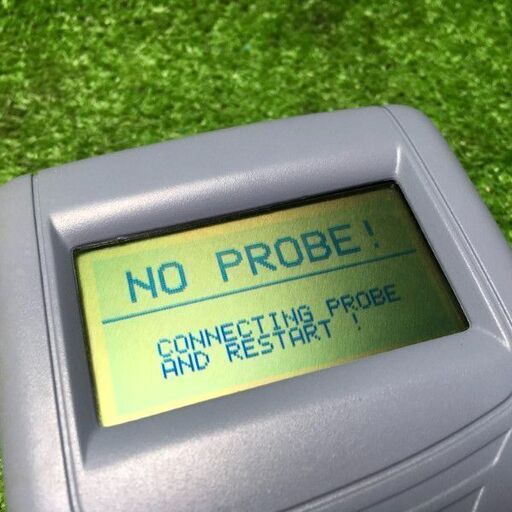 NO PROBE!
CONNECTING PROBE
AND RESTART !